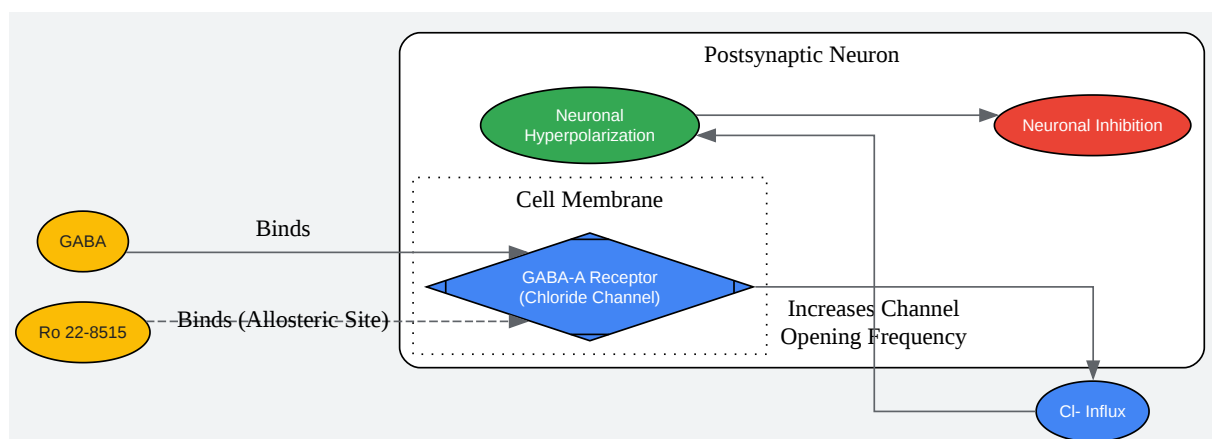 Postsynaptic Neuron
Neuronal
Hyperpolarization
Neuronal Inhibition
Cell Membrane
GABA
Binds
GABA-A Receptor
(Chloride Channel)
Ro 22-8515
Binds (Allosteric Site)
Increases Channel
Opening Frequency
Cl- Influx